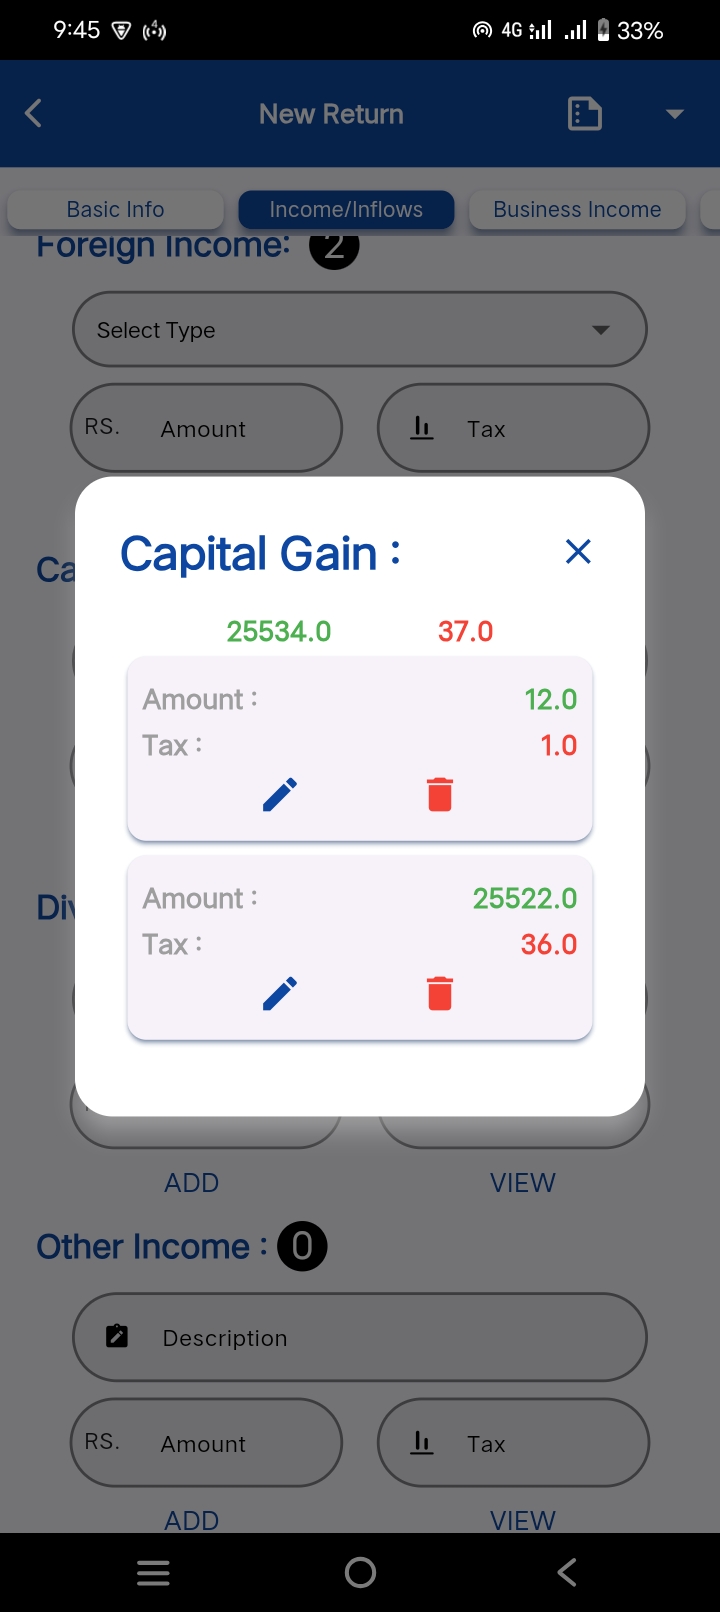 9:45
4G 33%
New Return
Basic Info Income/Inflows Business Income
Foreign Income: 2
Select Type
RS. Amount Tax
Ca
Capital Gain :
25534.0 37.0
Amount : 12.0
Tax : 1.0
Amount : 25522.0
Tax : 36.0
Div
ADD VIEW
Other Income : 0
Description
RS. Amount Tax
ADD VIEW